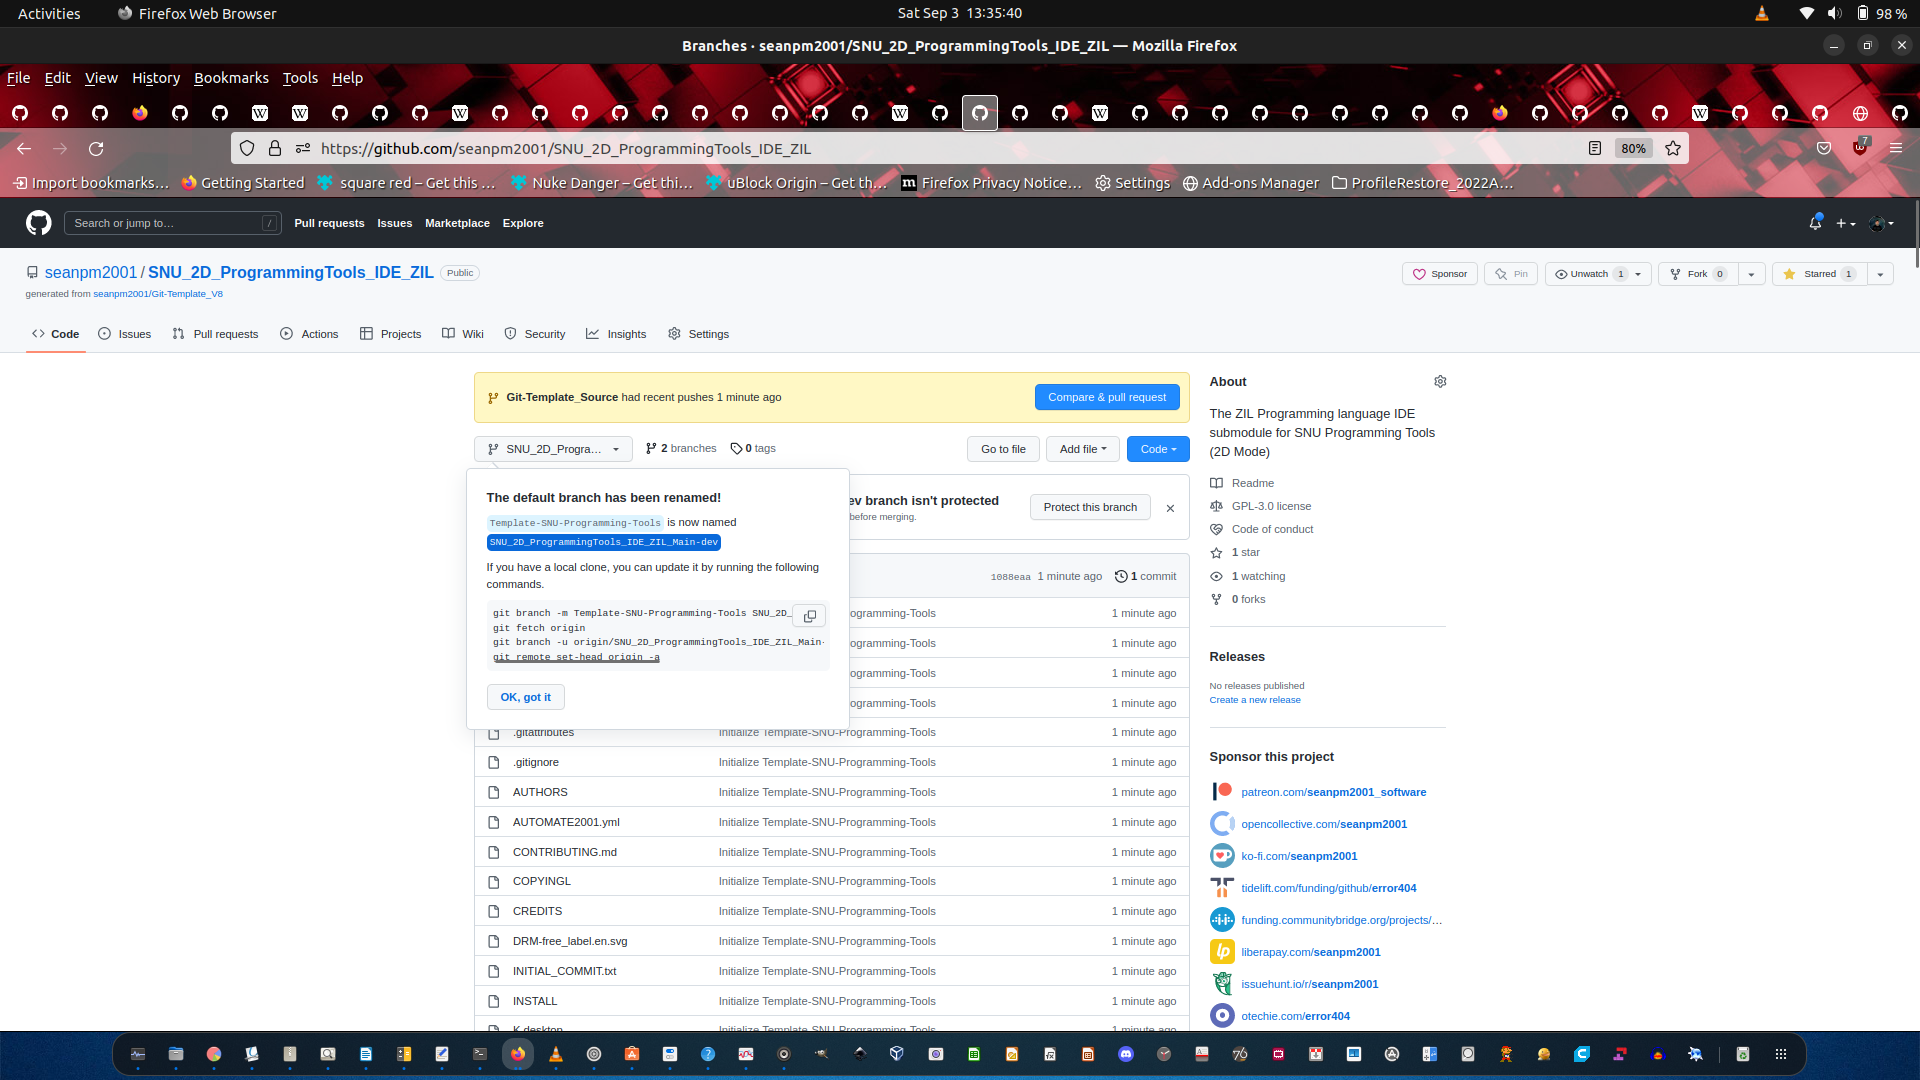 Activities
Firefox Web Browser
Sat Sep 3 13:35:40
98 %
Branches · seanpm2001/SNU_2D_ProgrammingTools_IDE_ZIL — Mozilla Firefox
File Edit View History Bookmarks Tools Help
https://github.com/seanpm2001/SNU_2D_ProgrammingTools_IDE_ZIL
80%
7
Import bookmarks…
Getting Started
square red – Get this …
Nuke Danger – Get thi…
uBlock Origin – Get th…
Firefox Privacy Notice…
Settings
Add-ons Manager
ProfileRestore_2022A…
Search or jump to…
/
Pull requests
Issues
Marketplace
Explore
seanpm2001 / SNU_2D_ProgrammingTools_IDE_ZIL
Public
generated from seanpm2001/Git-Template_V8
Sponsor
Pin
Unwatch 1
Fork 0
Starred 1
Code
Issues
Pull requests
Actions
Projects
Wiki
Security
Insights
Settings
Git-Template_Source had recent pushes 1 minute ago
Compare & pull request
SNU_2D_Progra…
2 branches
0 tags
Go to file
Add file
Code
The default branch has been renamed!
Template-SNU-Programming-Tools is now named
SNU_2D_ProgrammingTools_IDE_ZIL_Main-dev
If you have a local clone, you can update it by running the following
commands.
git branch -m Template-SNU-Programming-Tools SNU_2D_
git fetch origin
git branch -u origin/SNU_2D_ProgrammingTools_IDE_ZIL_Main-
git remote set-head origin -a
OK, got it
ev branch isn't protected
before merging.
Protect this branch
1088eaa 1 minute ago
1 commit
ogramming-Tools 1 minute ago
ogramming-Tools 1 minute ago
ogramming-Tools 1 minute ago
ogramming-Tools 1 minute ago
.gitattributes Initialize Template-SNU-Programming-Tools 1 minute ago
.gitignore Initialize Template-SNU-Programming-Tools 1 minute ago
AUTHORS Initialize Template-SNU-Programming-Tools 1 minute ago
AUTOMATE2001.yml Initialize Template-SNU-Programming-Tools 1 minute ago
CONTRIBUTING.md Initialize Template-SNU-Programming-Tools 1 minute ago
COPYINGL Initialize Template-SNU-Programming-Tools 1 minute ago
CREDITS Initialize Template-SNU-Programming-Tools 1 minute ago
DRM-free_label.en.svg Initialize Template-SNU-Programming-Tools 1 minute ago
INITIAL_COMMIT.txt Initialize Template-SNU-Programming-Tools 1 minute ago
INSTALL Initialize Template-SNU-Programming-Tools 1 minute ago
K.desktop Initialize Template-SNU-Programming-Tools 1 minute ago
About
The ZIL Programming language IDE
submodule for SNU Programming Tools
(2D Mode)
Readme
GPL-3.0 license
Code of conduct
1 star
1 watching
0 forks
Releases
No releases published
Create a new release
Sponsor this project
patreon.com/seanpm2001_software
opencollective.com/seanpm2001
ko-fi.com/seanpm2001
tidelift.com/funding/github/error404
funding.communitybridge.org/projects/…
liberapay.com/seanpm2001
issuehunt.io/r/seanpm2001
otechie.com/error404